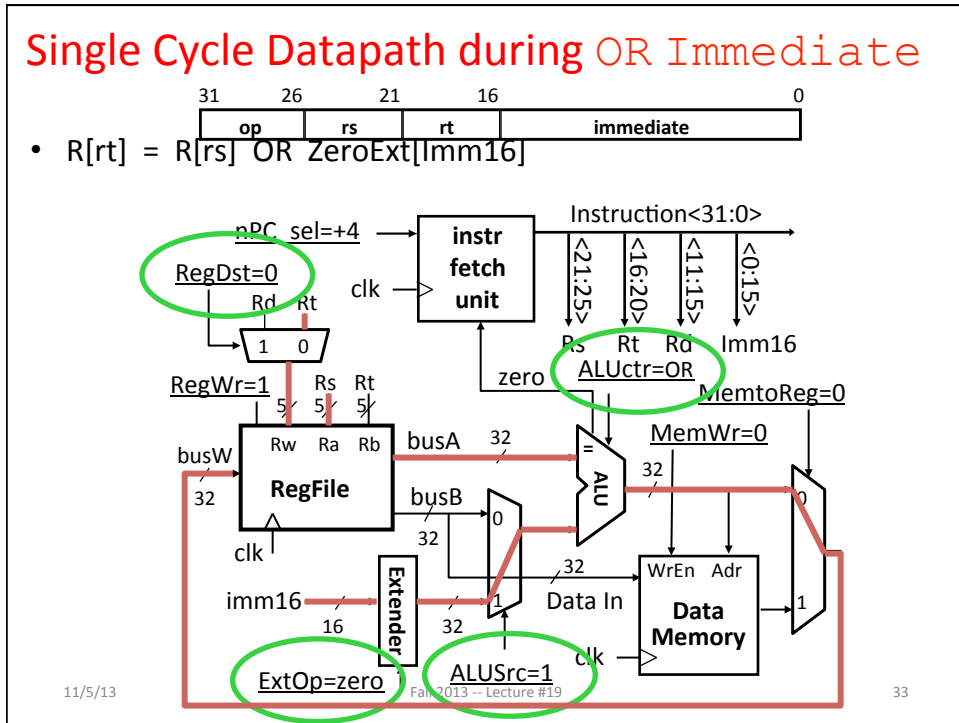 Single Cycle Datapath during OR Immediate
31 26 21 16 0
op rs rt immediate
• R[rt] = R[rs] OR ZeroExt[Imm16]
Instruction<31:0>
nPC_sel=+4
instr
fetch
unit
<21:25>
<16:20>
<11:15>
<0:15>
RegDst=0
clk
Rd Rt
1 0
Rs Rt Rd Imm16
zero
ALUctr=OR
MemtoReg=0
RegWr=1
Rs Rt
5 5 5
MemWr=0
Rw Ra Rb
busA
32
busW
32
RegFile
=
ALU
32
busB
32
0
0
clk
imm16
16
Extender
32
1
32
Data In
WrEn Adr
Data
Memory
1
clk
ExtOp=zero
ALUSrc=1
11/5/13
Fall 2013 -- Lecture #19
33